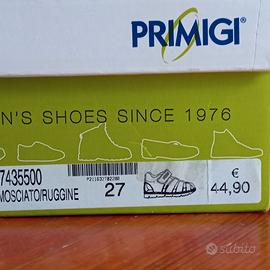 PRIMIGI®
N'S SHOES SINCE 1976
7435500
MOSCIATO/RUGGINE
27
€
44,90
subito